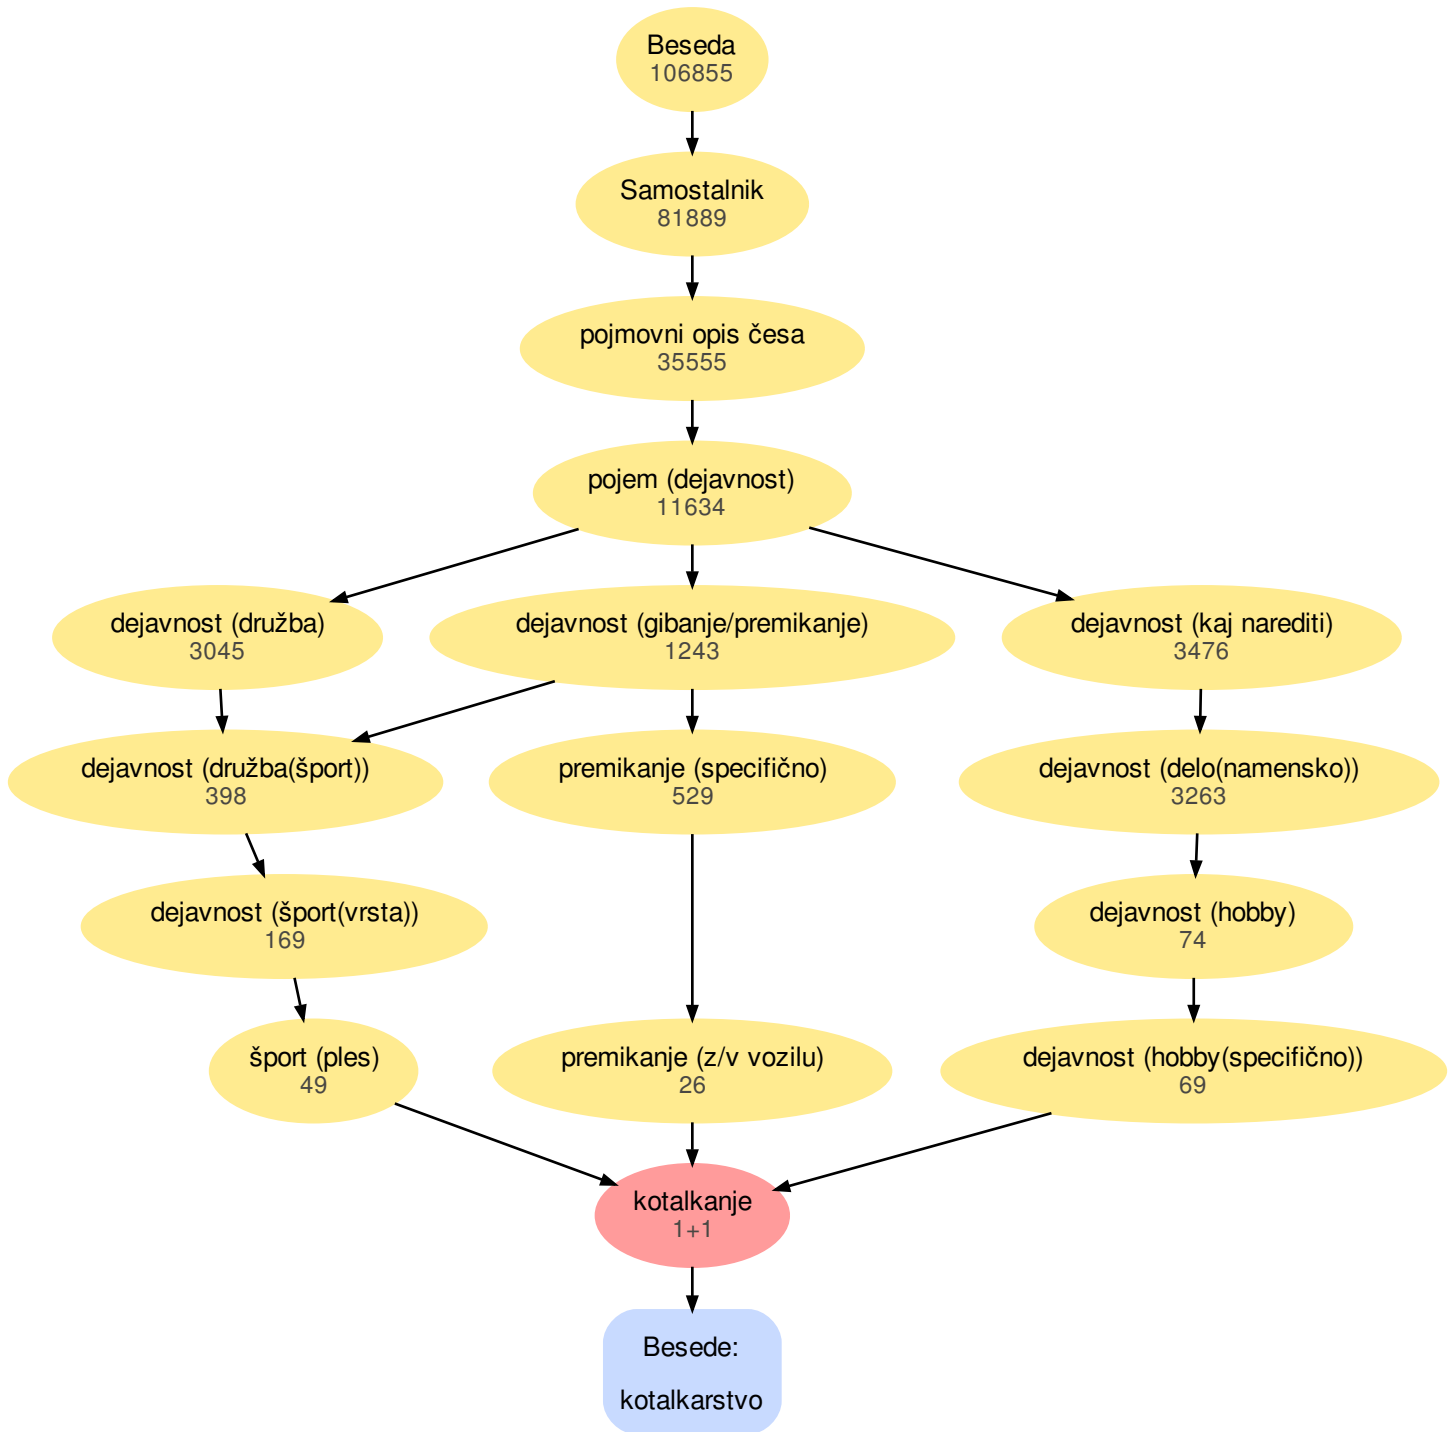 Beseda
106855
Samostalnik
81889
pojmovni opis česa
35555
pojem (dejavnost)
11634
dejavnost (družba)
3045
dejavnost (gibanje/premikanje)
1243
dejavnost (kaj narediti)
3476
dejavnost (družba(šport))
398
premikanje (specifično)
529
dejavnost (delo(namensko))
3263
dejavnost (šport(vrsta))
169
dejavnost (hobby)
74
šport (ples)
49
premikanje (z/v vozilu)
26
dejavnost (hobby(specifično))
69
kotalkanje
1+1
Besede:
kotalkarstvo